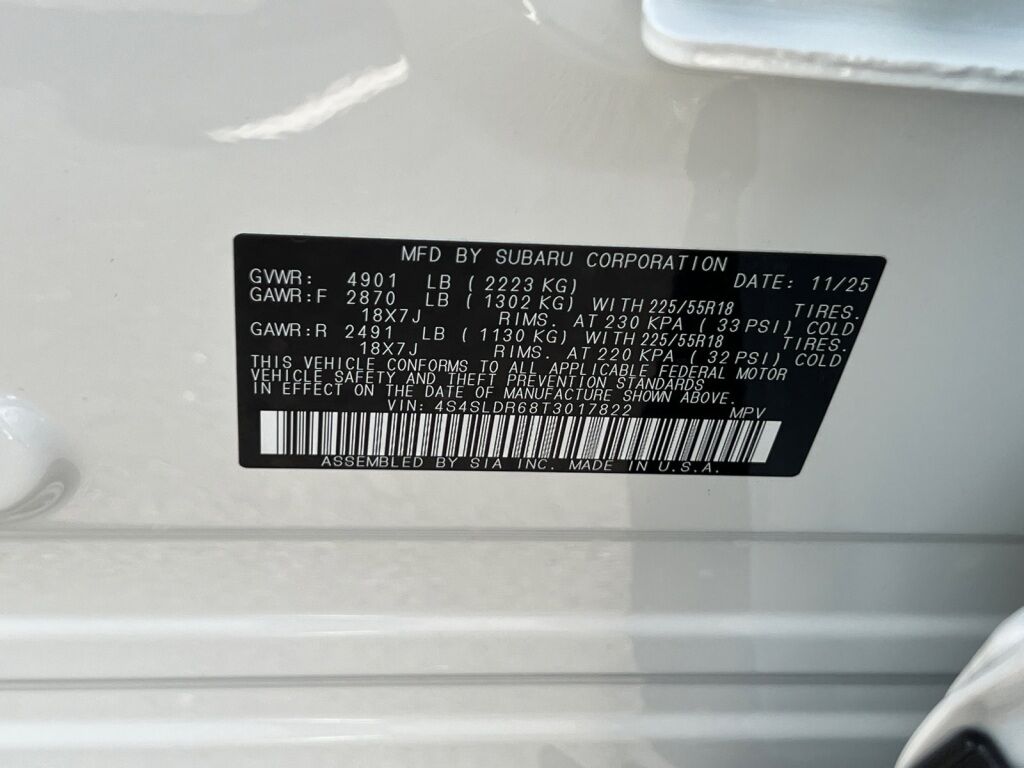 MFD BY SUBARU CORPORATION
GVWR: 4901 LB ( 2223 KG) DATE: 11/25
GAWR:F 2870 LB ( 1302 KG) WITH 225/55R18 TIRES.
18X7J RIMS. AT 230 KPA ( 33 PSI) COLD
GAWR:R 2491 LB ( 1130 KG) WITH 225/55R18 TIRES.
18X7J RIMS. AT 220 KPA ( 32 PSI) COLD
THIS VEHICLE CONFORMS TO ALL APPLICABLE FEDERAL MOTOR
VEHICLE SAFETY AND THEFT PREVENTION STANDARDS
IN EFFECT ON THE DATE OF MANUFACTURE SHOWN ABOVE.
VIN: 4S4SLDR68T3017822 MPV
ASSEMBLED BY SIA INC. MADE IN U.S.A.